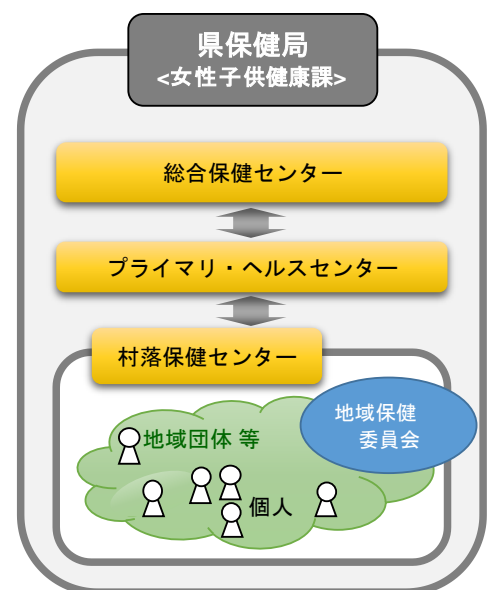 県保健局
<女性子供健康課>
総合保健センター
プライマリ・ヘルスセンター
村落保健センター
地域保健
委員会
地域団体 等
個人